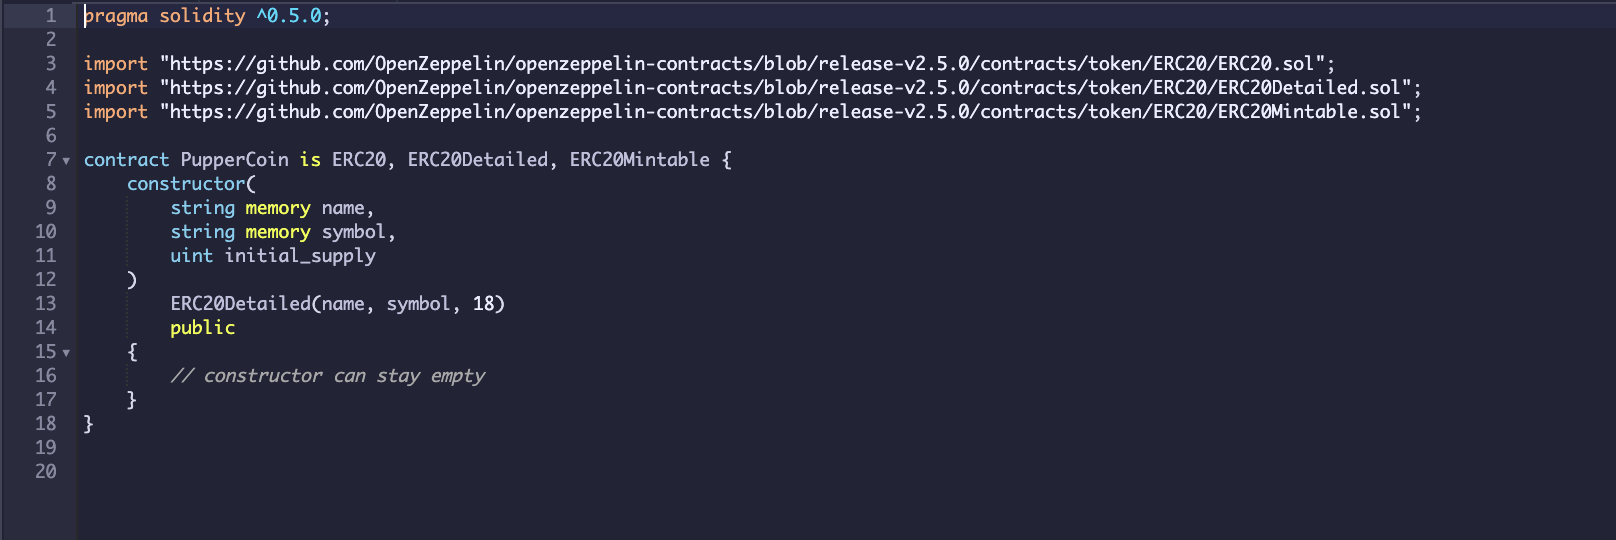 1 pragma solidity ^0.5.0;
2
3 import "https://github.com/OpenZeppelin/openzeppelin-contracts/blob/release-v2.5.0/contracts/token/ERC20/ERC20.sol";
4 import "https://github.com/OpenZeppelin/openzeppelin-contracts/blob/release-v2.5.0/contracts/token/ERC20/ERC20Detailed.sol";
5 import "https://github.com/OpenZeppelin/openzeppelin-contracts/blob/release-v2.5.0/contracts/token/ERC20/ERC20Mintable.sol";
6
7 contract PupperCoin is ERC20, ERC20Detailed, ERC20Mintable {
8     constructor(
9         string memory name,
10         string memory symbol,
11         uint initial_supply
12     )
13         ERC20Detailed(name, symbol, 18)
14         public
15     {
16         // constructor can stay empty
17     }
18 }
19
20